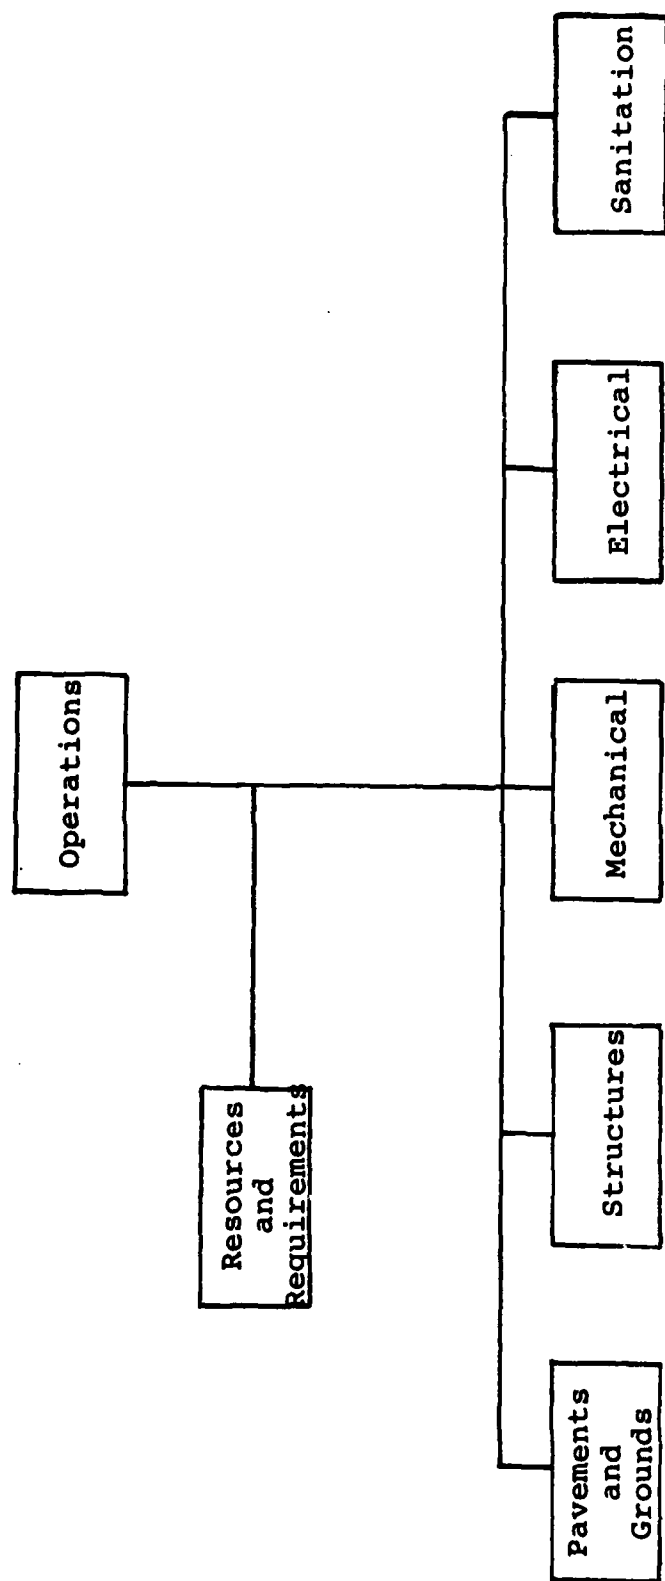 Operations
Resources
and
Requirements
Pavements
and
Grounds
Structures
Mechanical
Electrical
Sanitation